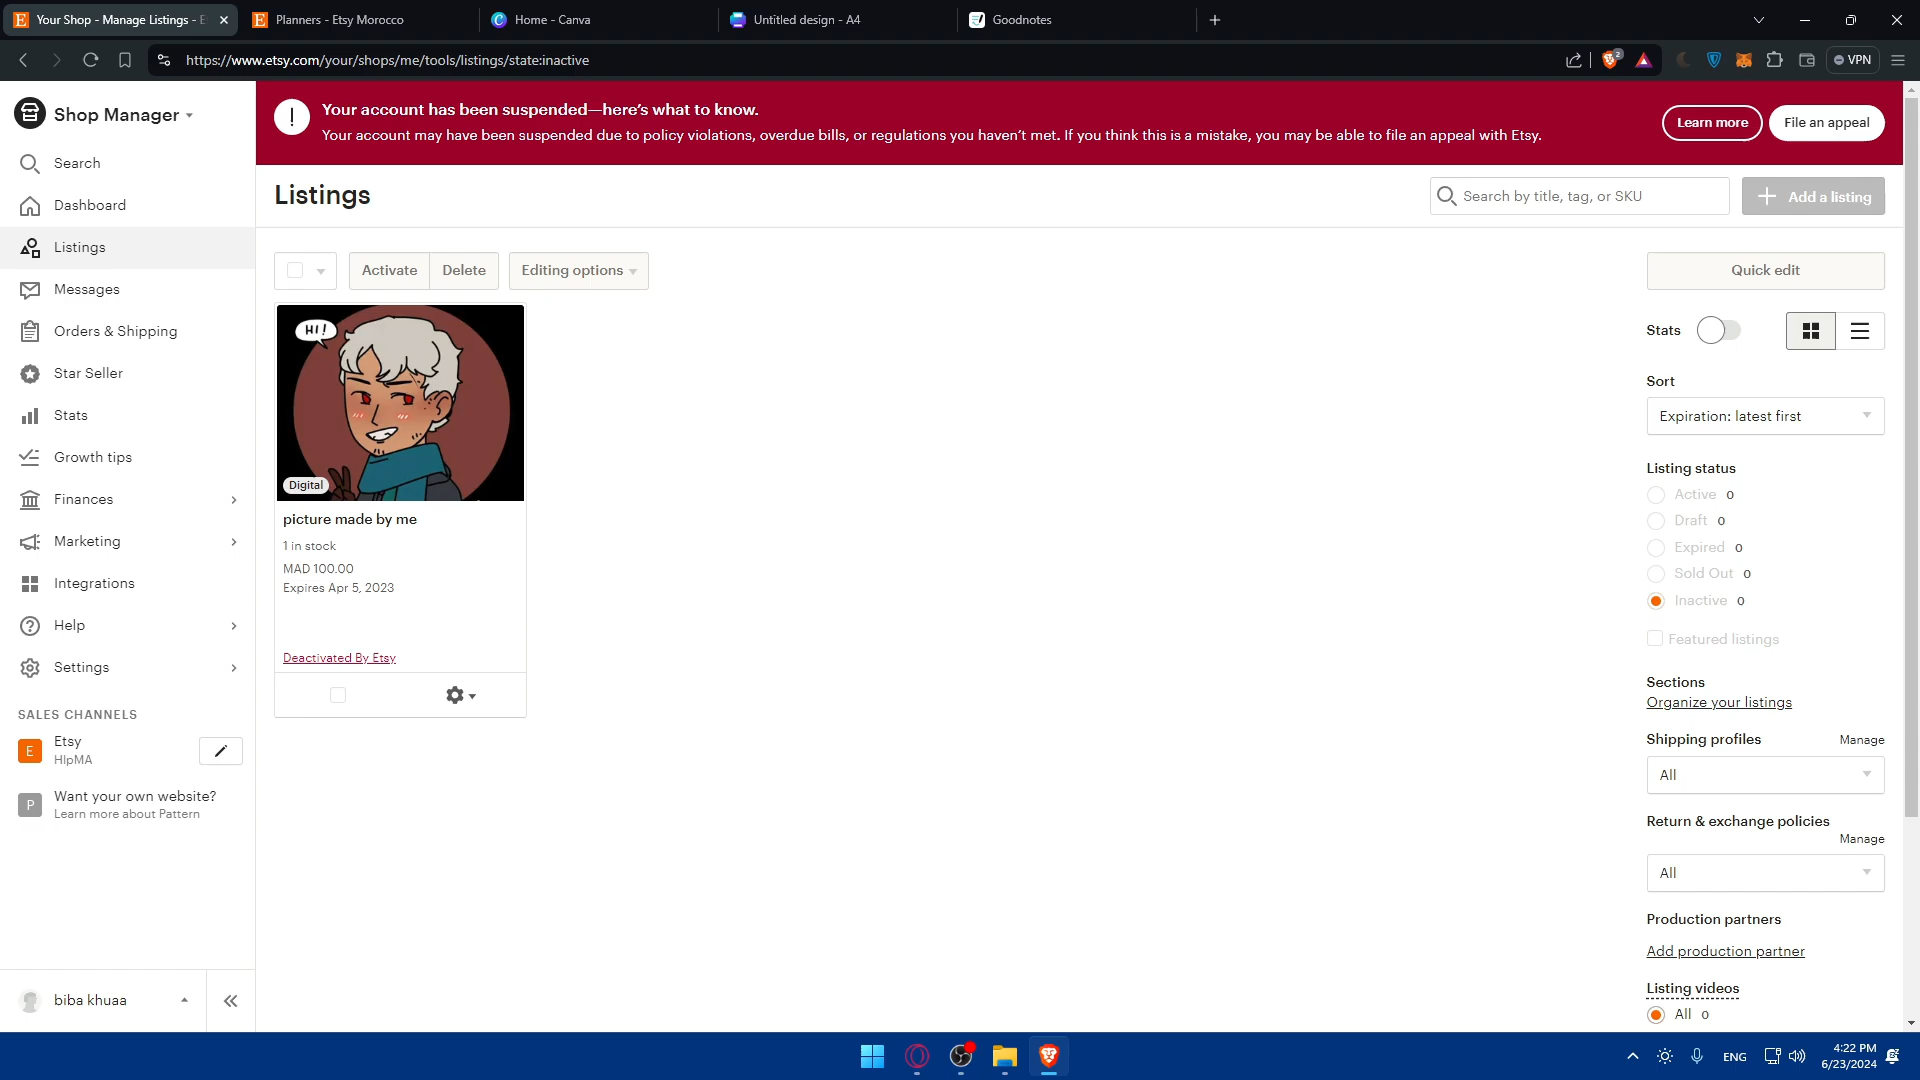 Your Shop - Manage Listings - E
Planners - Etsy Morocco
Home - Canva
Untitled design - A4
Goodnotes
https://www.etsy.com/your/shops/me/tools/listings/state:inactive
2
VPN
Shop Manager
Your account has been suspended—here's what to know.
Your account may have been suspended due to policy violations, overdue bills, or regulations you haven't met. If you think this is a mistake, you may be able to file an appeal with Etsy.
Learn more
File an appeal
Search
Dashboard
Listings
Messages
Orders & Shipping
Star Seller
Stats
Growth tips
Finances
Marketing
Integrations
Help
Settings
SALES CHANNELS
E
Etsy
HlpMA
P
Want your own website?
Learn more about Pattern
biba khuaa
Listings
Search by title, tag, or SKU
Add a listing
Activate
Delete
Editing options
HI!
Digital
picture made by me
1 in stock
MAD 100.00
Expires Apr 5, 2023
Deactivated By Etsy
Quick edit
Stats
Sort
Expiration: latest first
Listing status
Active 0
Draft 0
Expired 0
Sold Out 0
Inactive 0
Featured listings
Sections
Organize your listings
Shipping profiles
Manage
All
Return & exchange policies
Manage
All
Production partners
Add production partner
Listing videos
All 0
ENG
4:22 PM
6/23/2024